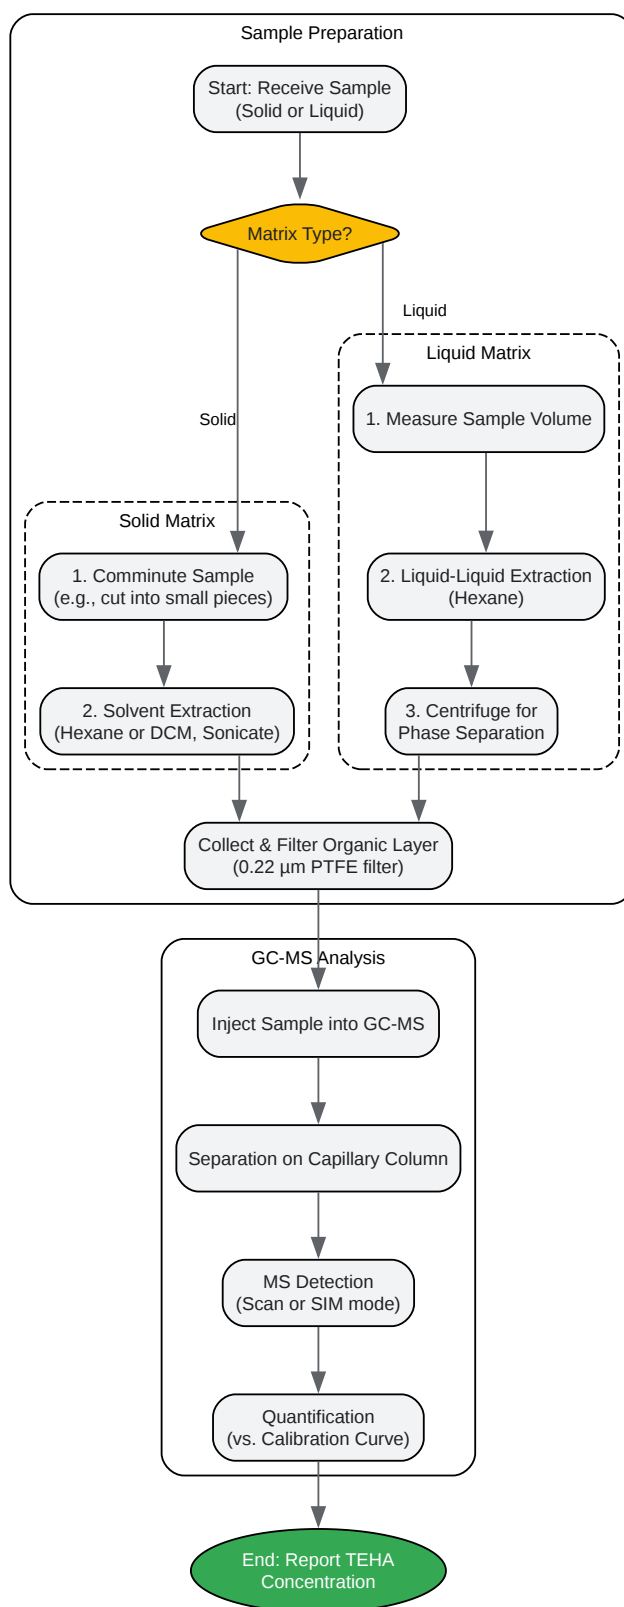 Sample Preparation
Start: Receive Sample
(Solid or Liquid)
Matrix Type?
Liquid
Liquid Matrix
1. Measure Sample Volume
Solid
Solid Matrix
1. Comminute Sample
(e.g., cut into small pieces)
2. Liquid-Liquid Extraction
(Hexane)
2. Solvent Extraction
(Hexane or DCM, Sonicate)
3. Centrifuge for
Phase Separation
Collect & Filter Organic Layer
(0.22 µm PTFE filter)
GC-MS Analysis
Inject Sample into GC-MS
Separation on Capillary Column
MS Detection
(Scan or SIM mode)
Quantification
(vs. Calibration Curve)
End: Report TEHA
Concentration